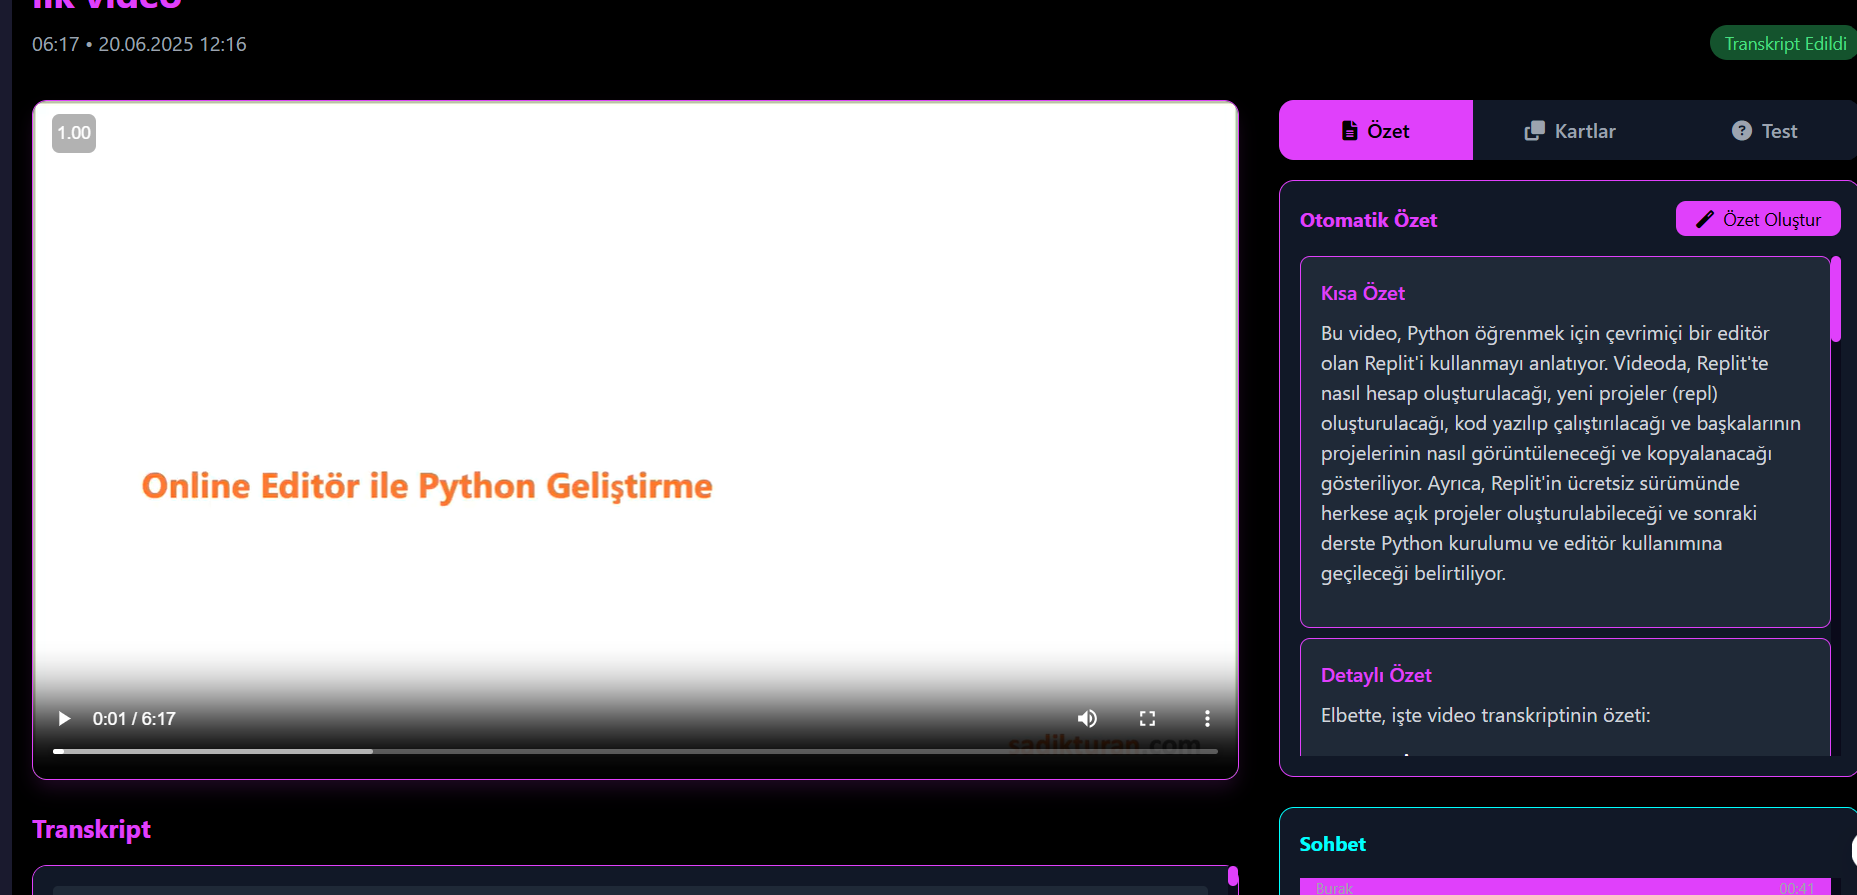 ilk video
06:17 • 20.06.2025 12:16
Transkript Edildi
1.00
Online Editör ile Python Geliştirme
0:01 / 6:17
sadikturan.com
Transkript
Özet
Kartlar
Test
Otomatik Özet
Özet Oluştur
Kısa Özet
Bu video, Python öğrenmek için çevrimiçi bir editör
olan Replit'i kullanmayı anlatıyor. Videoda, Replit'te
nasıl hesap oluşturulacağı, yeni projeler (repl)
oluşturulacağı, kod yazılıp çalıştırılacağı ve başkalarının
projelerinin nasıl görüntüleneceği ve kopyalanacağı
gösteriliyor. Ayrıca, Replit'in ücretsiz sürümünde
herkese açık projeler oluşturulabileceği ve sonraki
derste Python kurulumu ve editör kullanımına
geçileceği belirtiliyor.
Detaylı Özet
Elbette, işte video transkriptinin özeti:
Sohbet
Burak
00:41